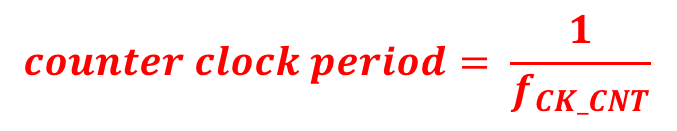 counter clock period = 1 / f_CK_CNT